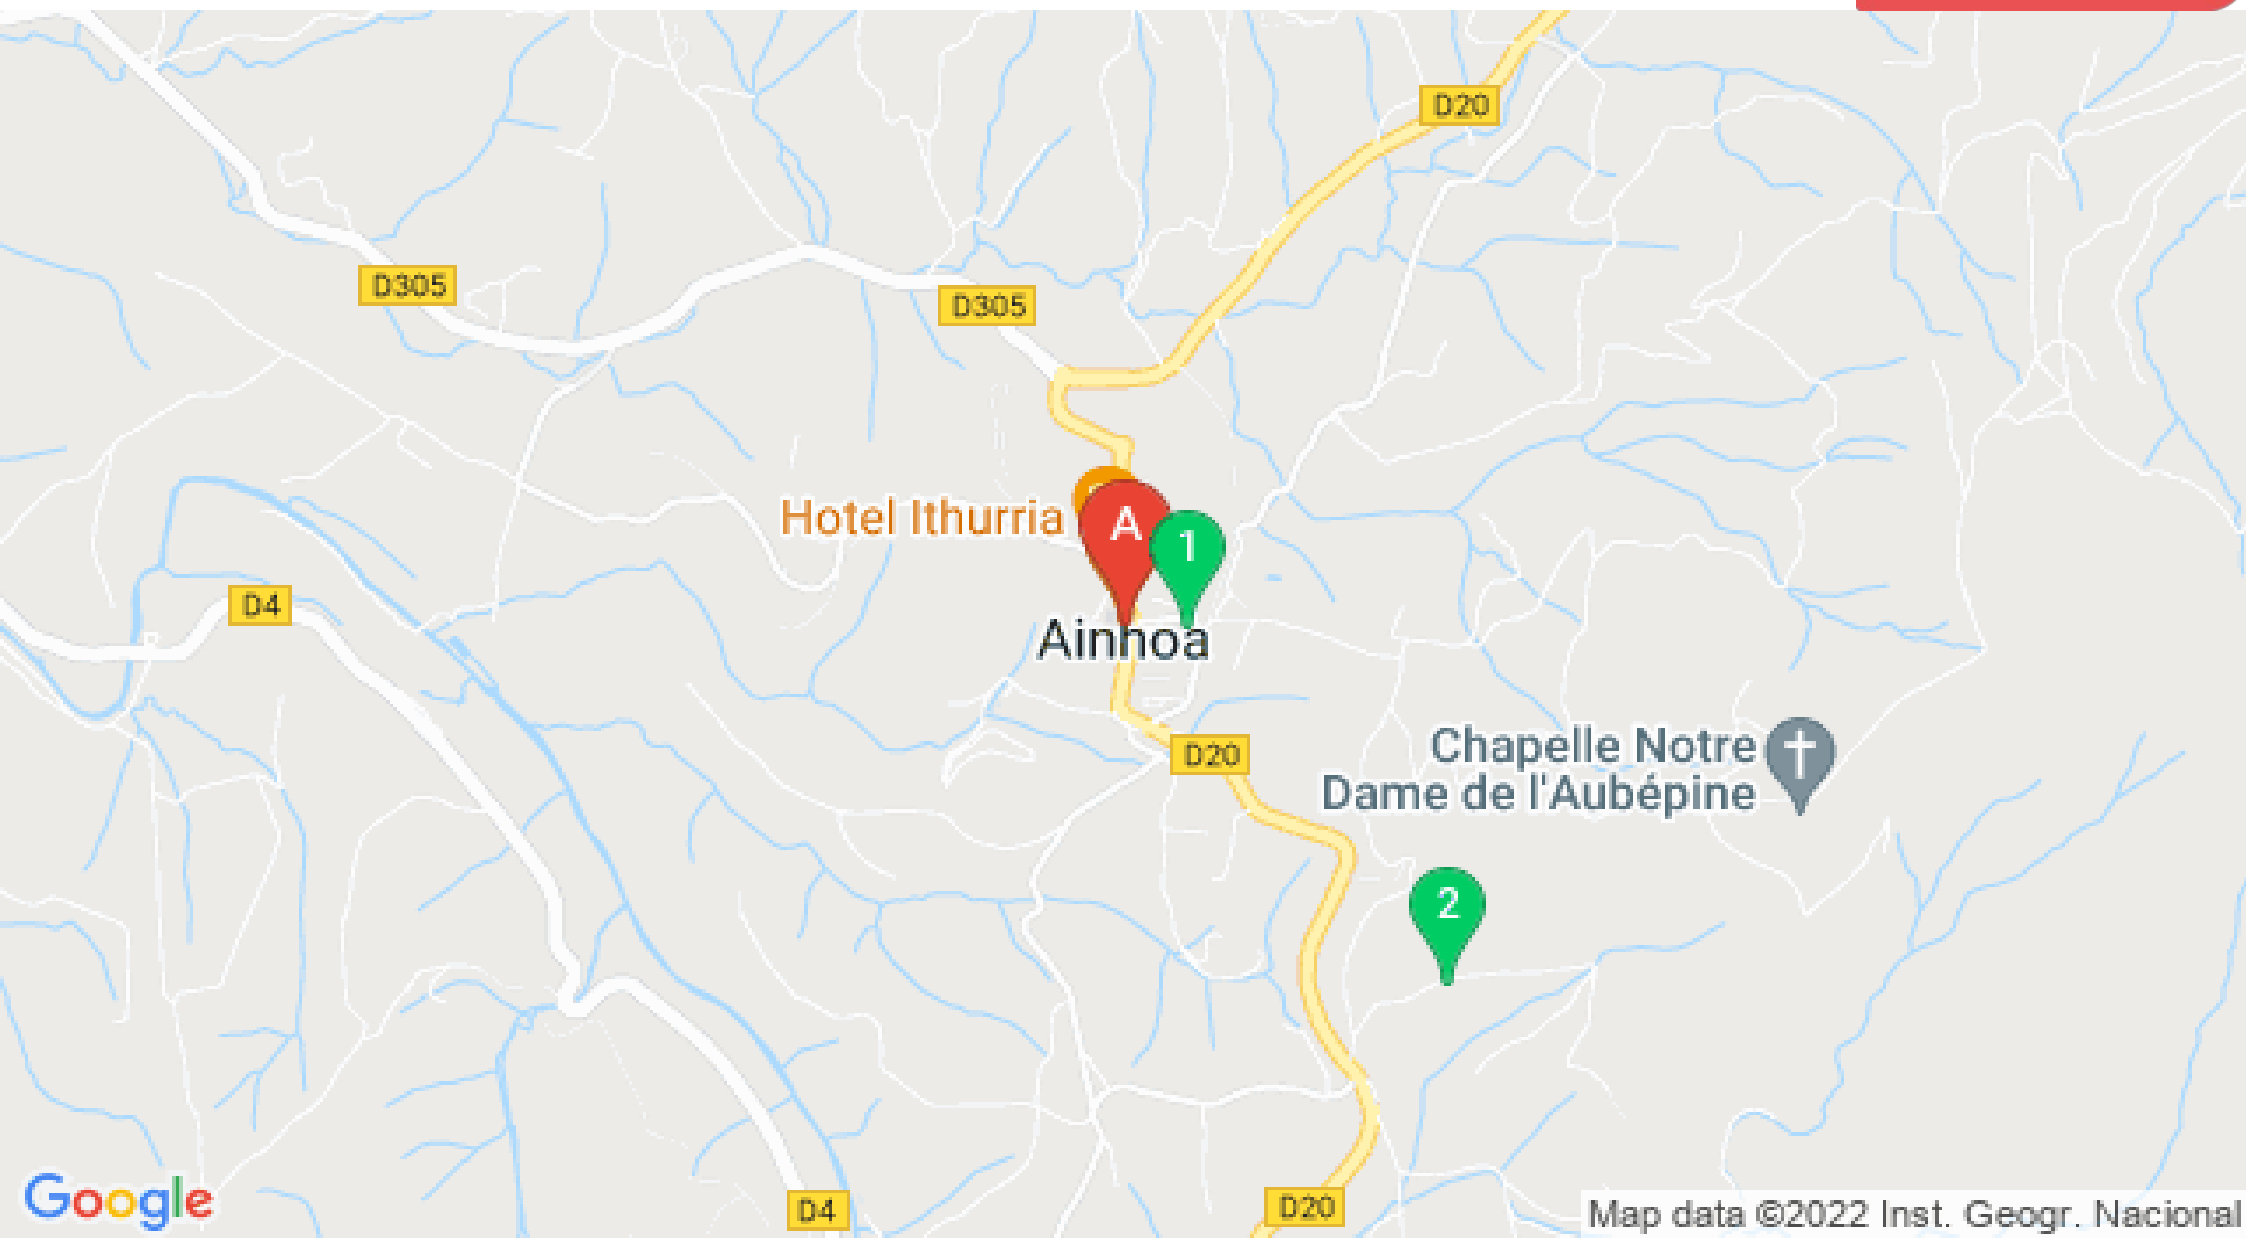 D20
D305
D305
Hotel Ithurria
A
1
D4
Ainhoa
D20
Chapelle Notre
Dame de l'Aubépine
2
Google
D4
D20
Map data ©2022 Inst. Geogr. Nacional